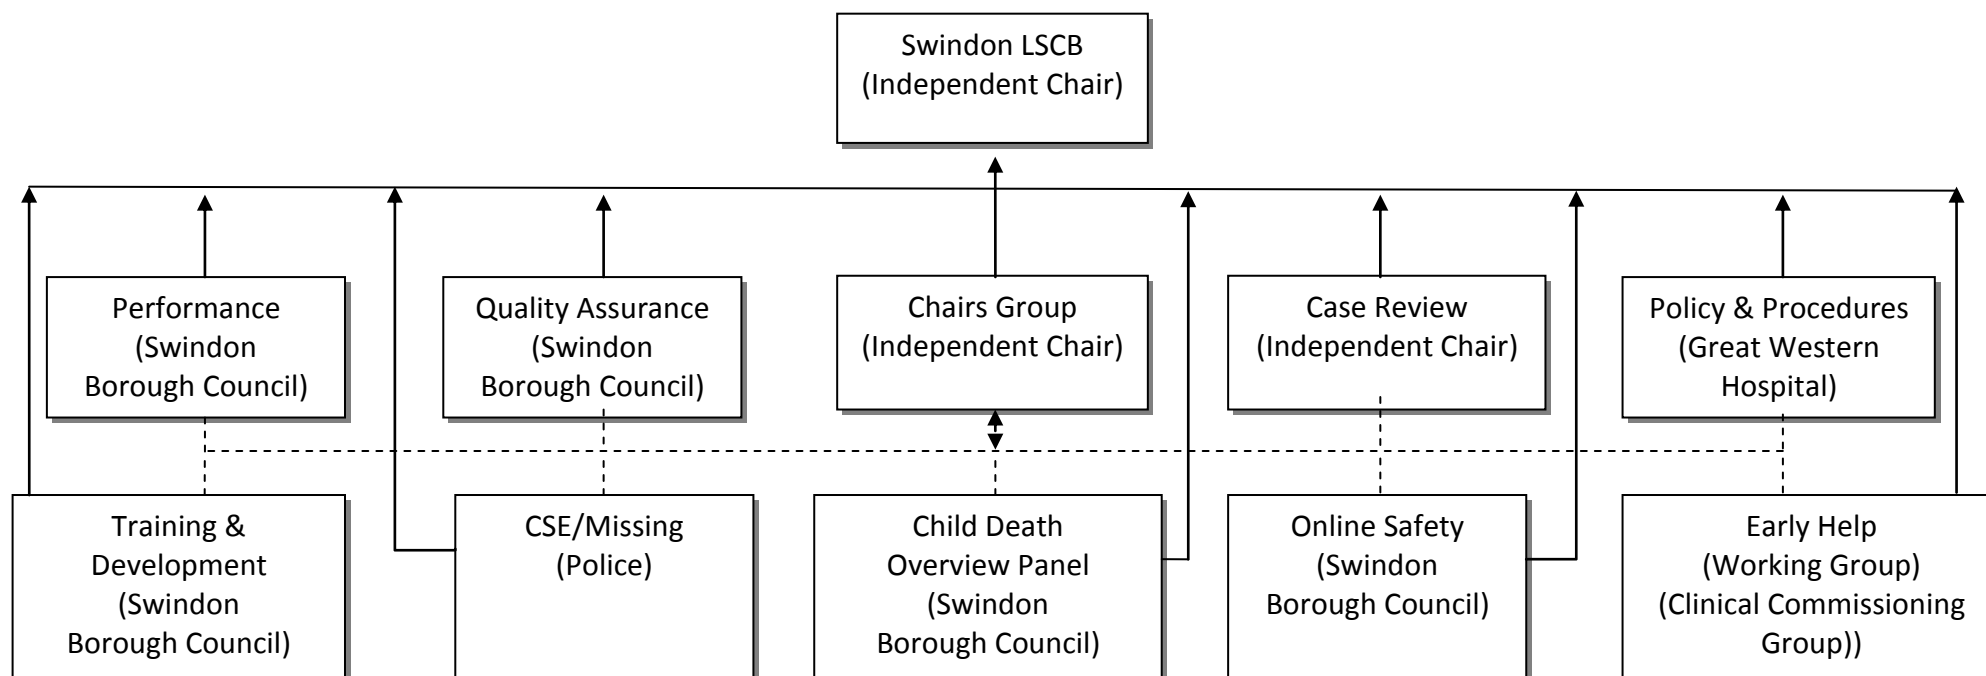 Swindon LSCB
(Independent Chair)
Performance
(Swindon
Borough Council)
Quality Assurance
(Swindon
Borough Council)
Chairs Group
(Independent Chair)
Case Review
(Independent Chair)
Policy & Procedures
(Great Western
Hospital)
Training &
Development
(Swindon
Borough Council)
CSE/Missing
(Police)
Child Death
Overview Panel
(Swindon
Borough Council)
Online Safety
(Swindon
Borough Council)
Early Help
(Working Group)
(Clinical Commissioning
Group))